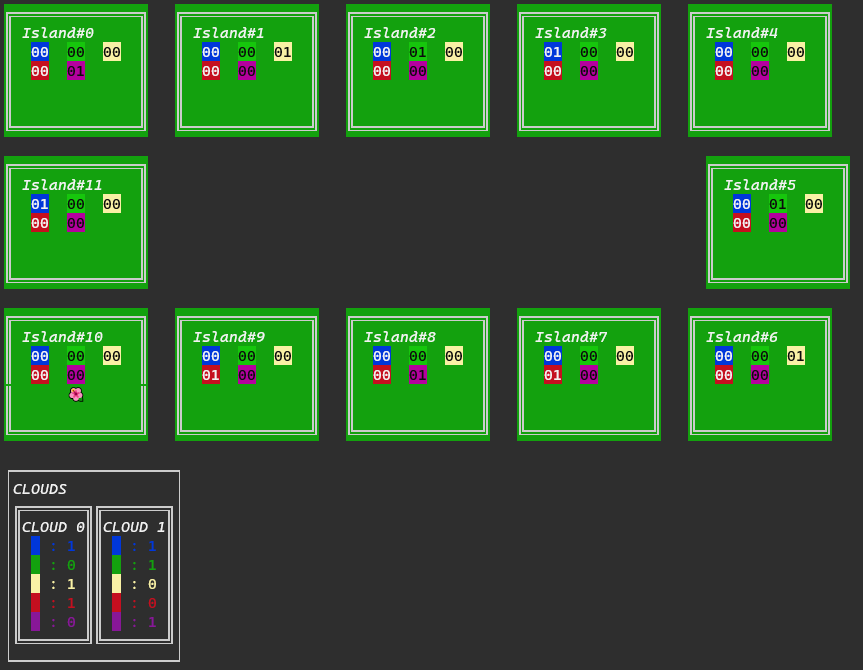 Island#0 Island#1 Island#2 Island#3 Island#4
00 00 00 00 00 01 00 01 00 01 00 00 00 00 00
00 01 00 00 00 00 00 00 00 00
Island#11 Island#5
01 00 00 00 01 00
00 00 00 00
Island#10 Island#9 Island#8 Island#7 Island#6
00 00 00 00 00 00 00 00 00 00 00 00 00 00 01
00 00 01 00 00 01 01 00 00 00
CLOUDS
CLOUD 0 CLOUD 1
: 1 : 1
: 0 : 1
: 1 : 0
: 1 : 0
: 0 : 1